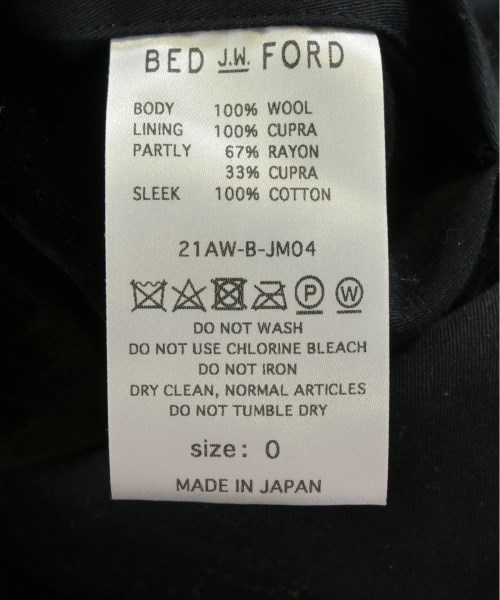 BED J.W. FORD
BODY 100% WOOL
LINING 100% CUPRA
PARTLY 67% RAYON
33% CUPRA
SLEEK 100% COTTON
21AW-B-JM04
P W
DO NOT WASH
DO NOT USE CHLORINE BLEACH
DO NOT IRON
DRY CLEAN, NORMAL ARTICLES
DO NOT TUMBLE DRY
size: 0
MADE IN JAPAN